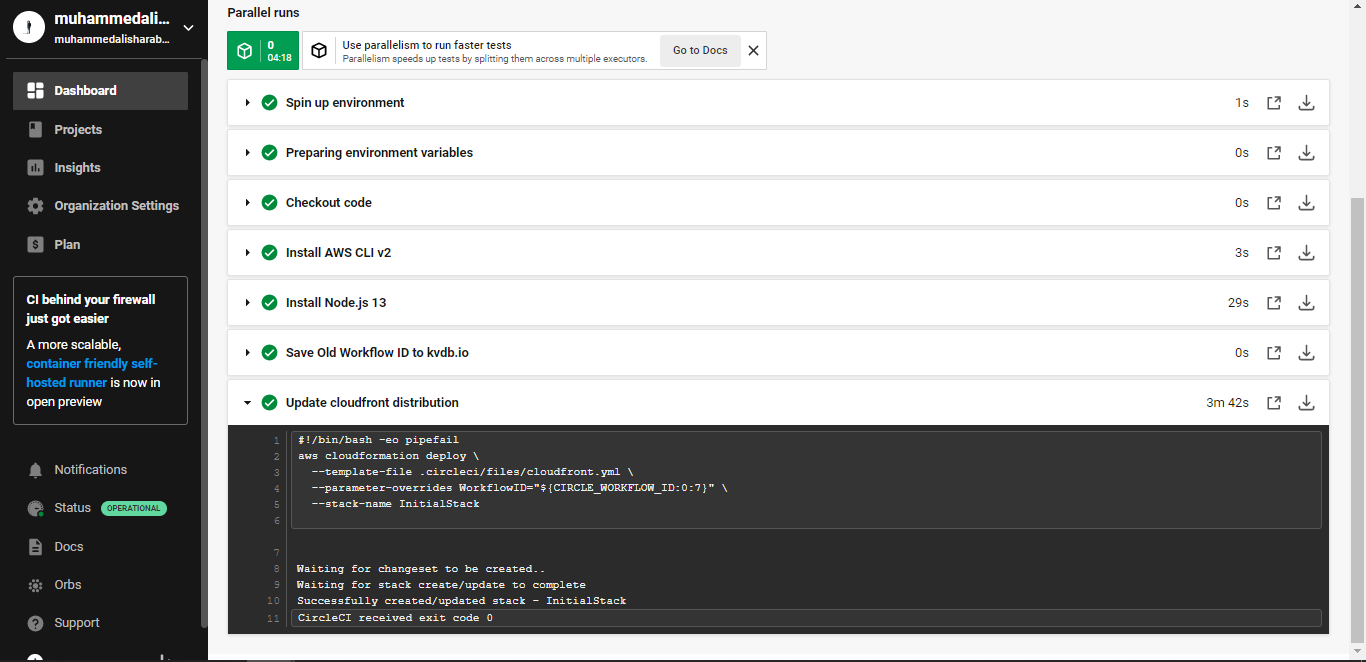 muhammedali...
muhammedalisharab...
Dashboard
Projects
Insights
Organization Settings
Plan
CI behind your firewall
just got easier
A more scalable,
container friendly self-
hosted runner is now in
open preview
Notifications
Status OPERATIONAL
Docs
Orbs
Support
Parallel runs
0
04:18
Use parallelism to run faster tests
Parallelism speeds up tests by splitting them across multiple executors.
Go to Docs
Spin up environment 1s
Preparing environment variables 0s
Checkout code 0s
Install AWS CLI v2 3s
Install Node.js 13 29s
Save Old Workflow ID to kvdb.io 0s
Update cloudfront distribution 3m 42s
1 #!/bin/bash -eo pipefail
2 aws cloudformation deploy \
3 --template-file .circleci/files/cloudfront.yml \
4 --parameter-overrides WorkflowID="${CIRCLE_WORKFLOW_ID:0:7}" \
5 --stack-name InitialStack
6
7
8 Waiting for changeset to be created..
9 Waiting for stack create/update to complete
10 Successfully created/updated stack - InitialStack
11 CircleCI received exit code 0